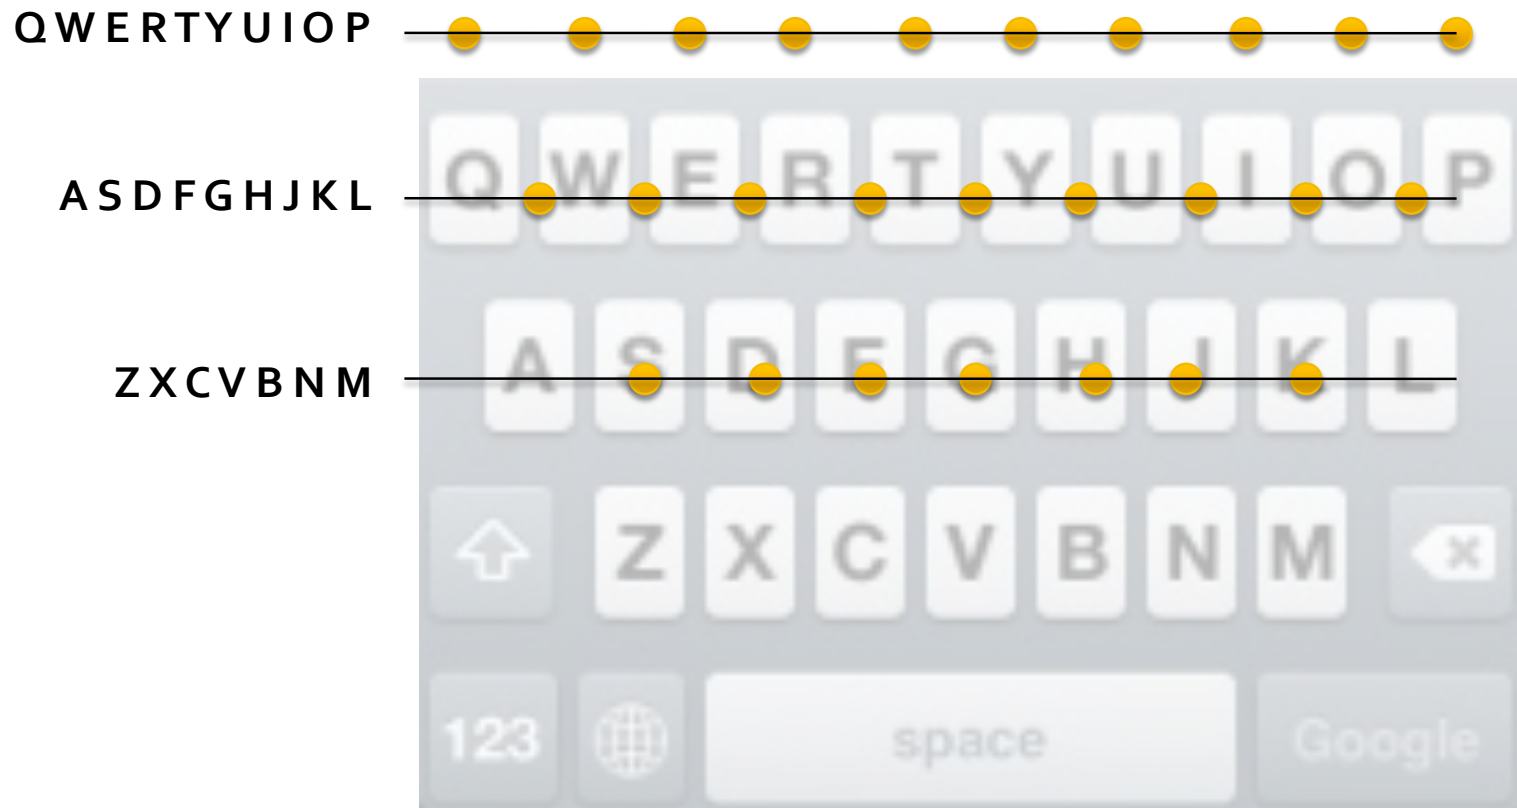 QWERTYUIOP
Q W E R T Y U I O P
ASDFGHJKL
A S D F G H J K L
ZXCVBNM
Z X C V B N M
123 space Google